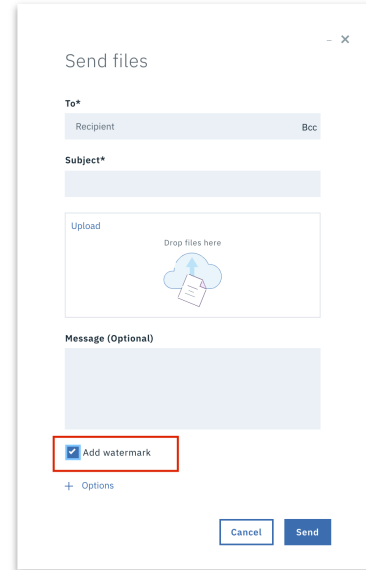 Send files
To*
Recipient Bcc
Subject*
Upload
Drop files here
Message (Optional)
Add watermark
+ Options
Cancel Send